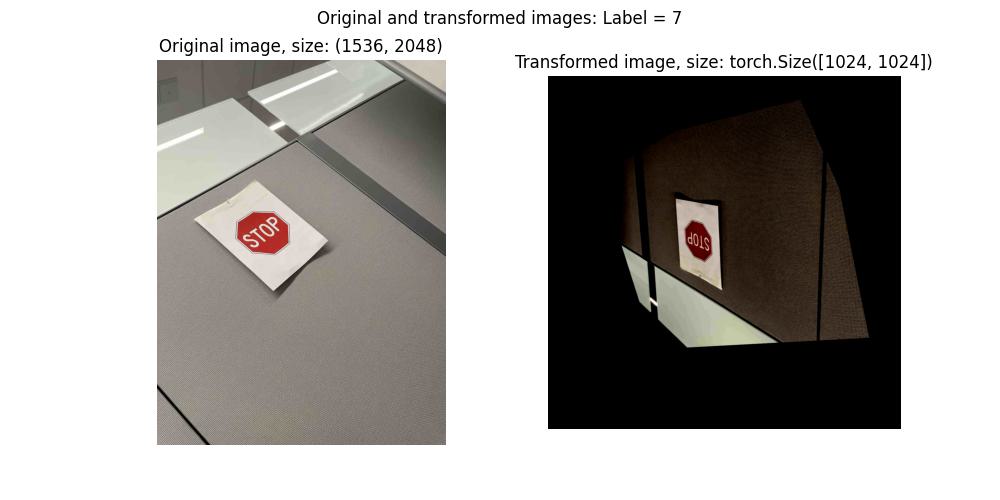 Original and transformed images: Label = 7
Original image, size: (1536, 2048)
STOP
Transformed image, size: torch.Size([1024, 1024])
STOP